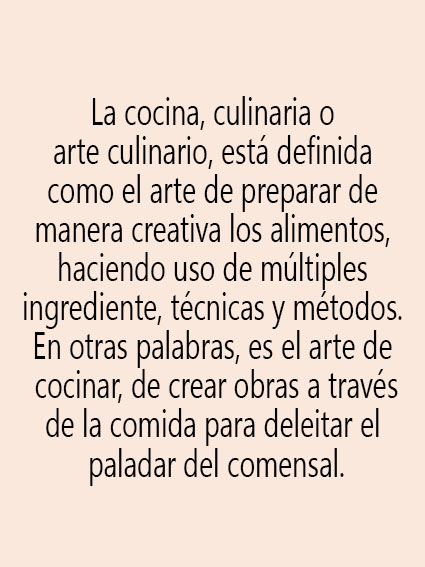 La cocina, culinaria o
arte culinario, está definida
como el arte de preparar de
manera creativa los alimentos,
haciendo uso de múltiples
ingrediente, técnicas y métodos.
En otras palabras, es el arte de
cocinar, de crear obras a través
de la comida para deleitar el
paladar del comensal.